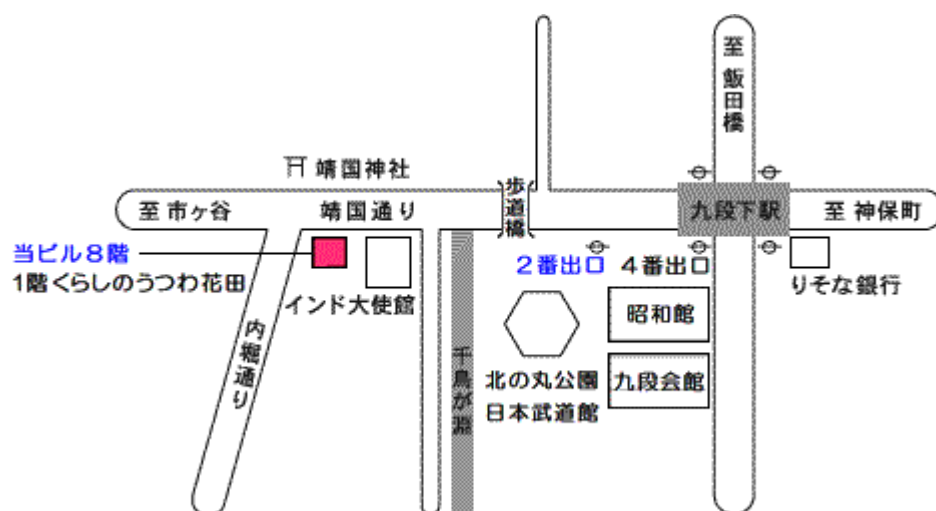 至飯田橋
靖国神社
歩道橋
至市ヶ谷
靖国通り
九段下駅
至神保町
当ビル8階
1階くらしのうつわ花田
インド大使館
2番出口
4番出口
りそな銀行
昭和館
内堀通り
千鳥が淵
北の丸公園
日本武道館
九段会館